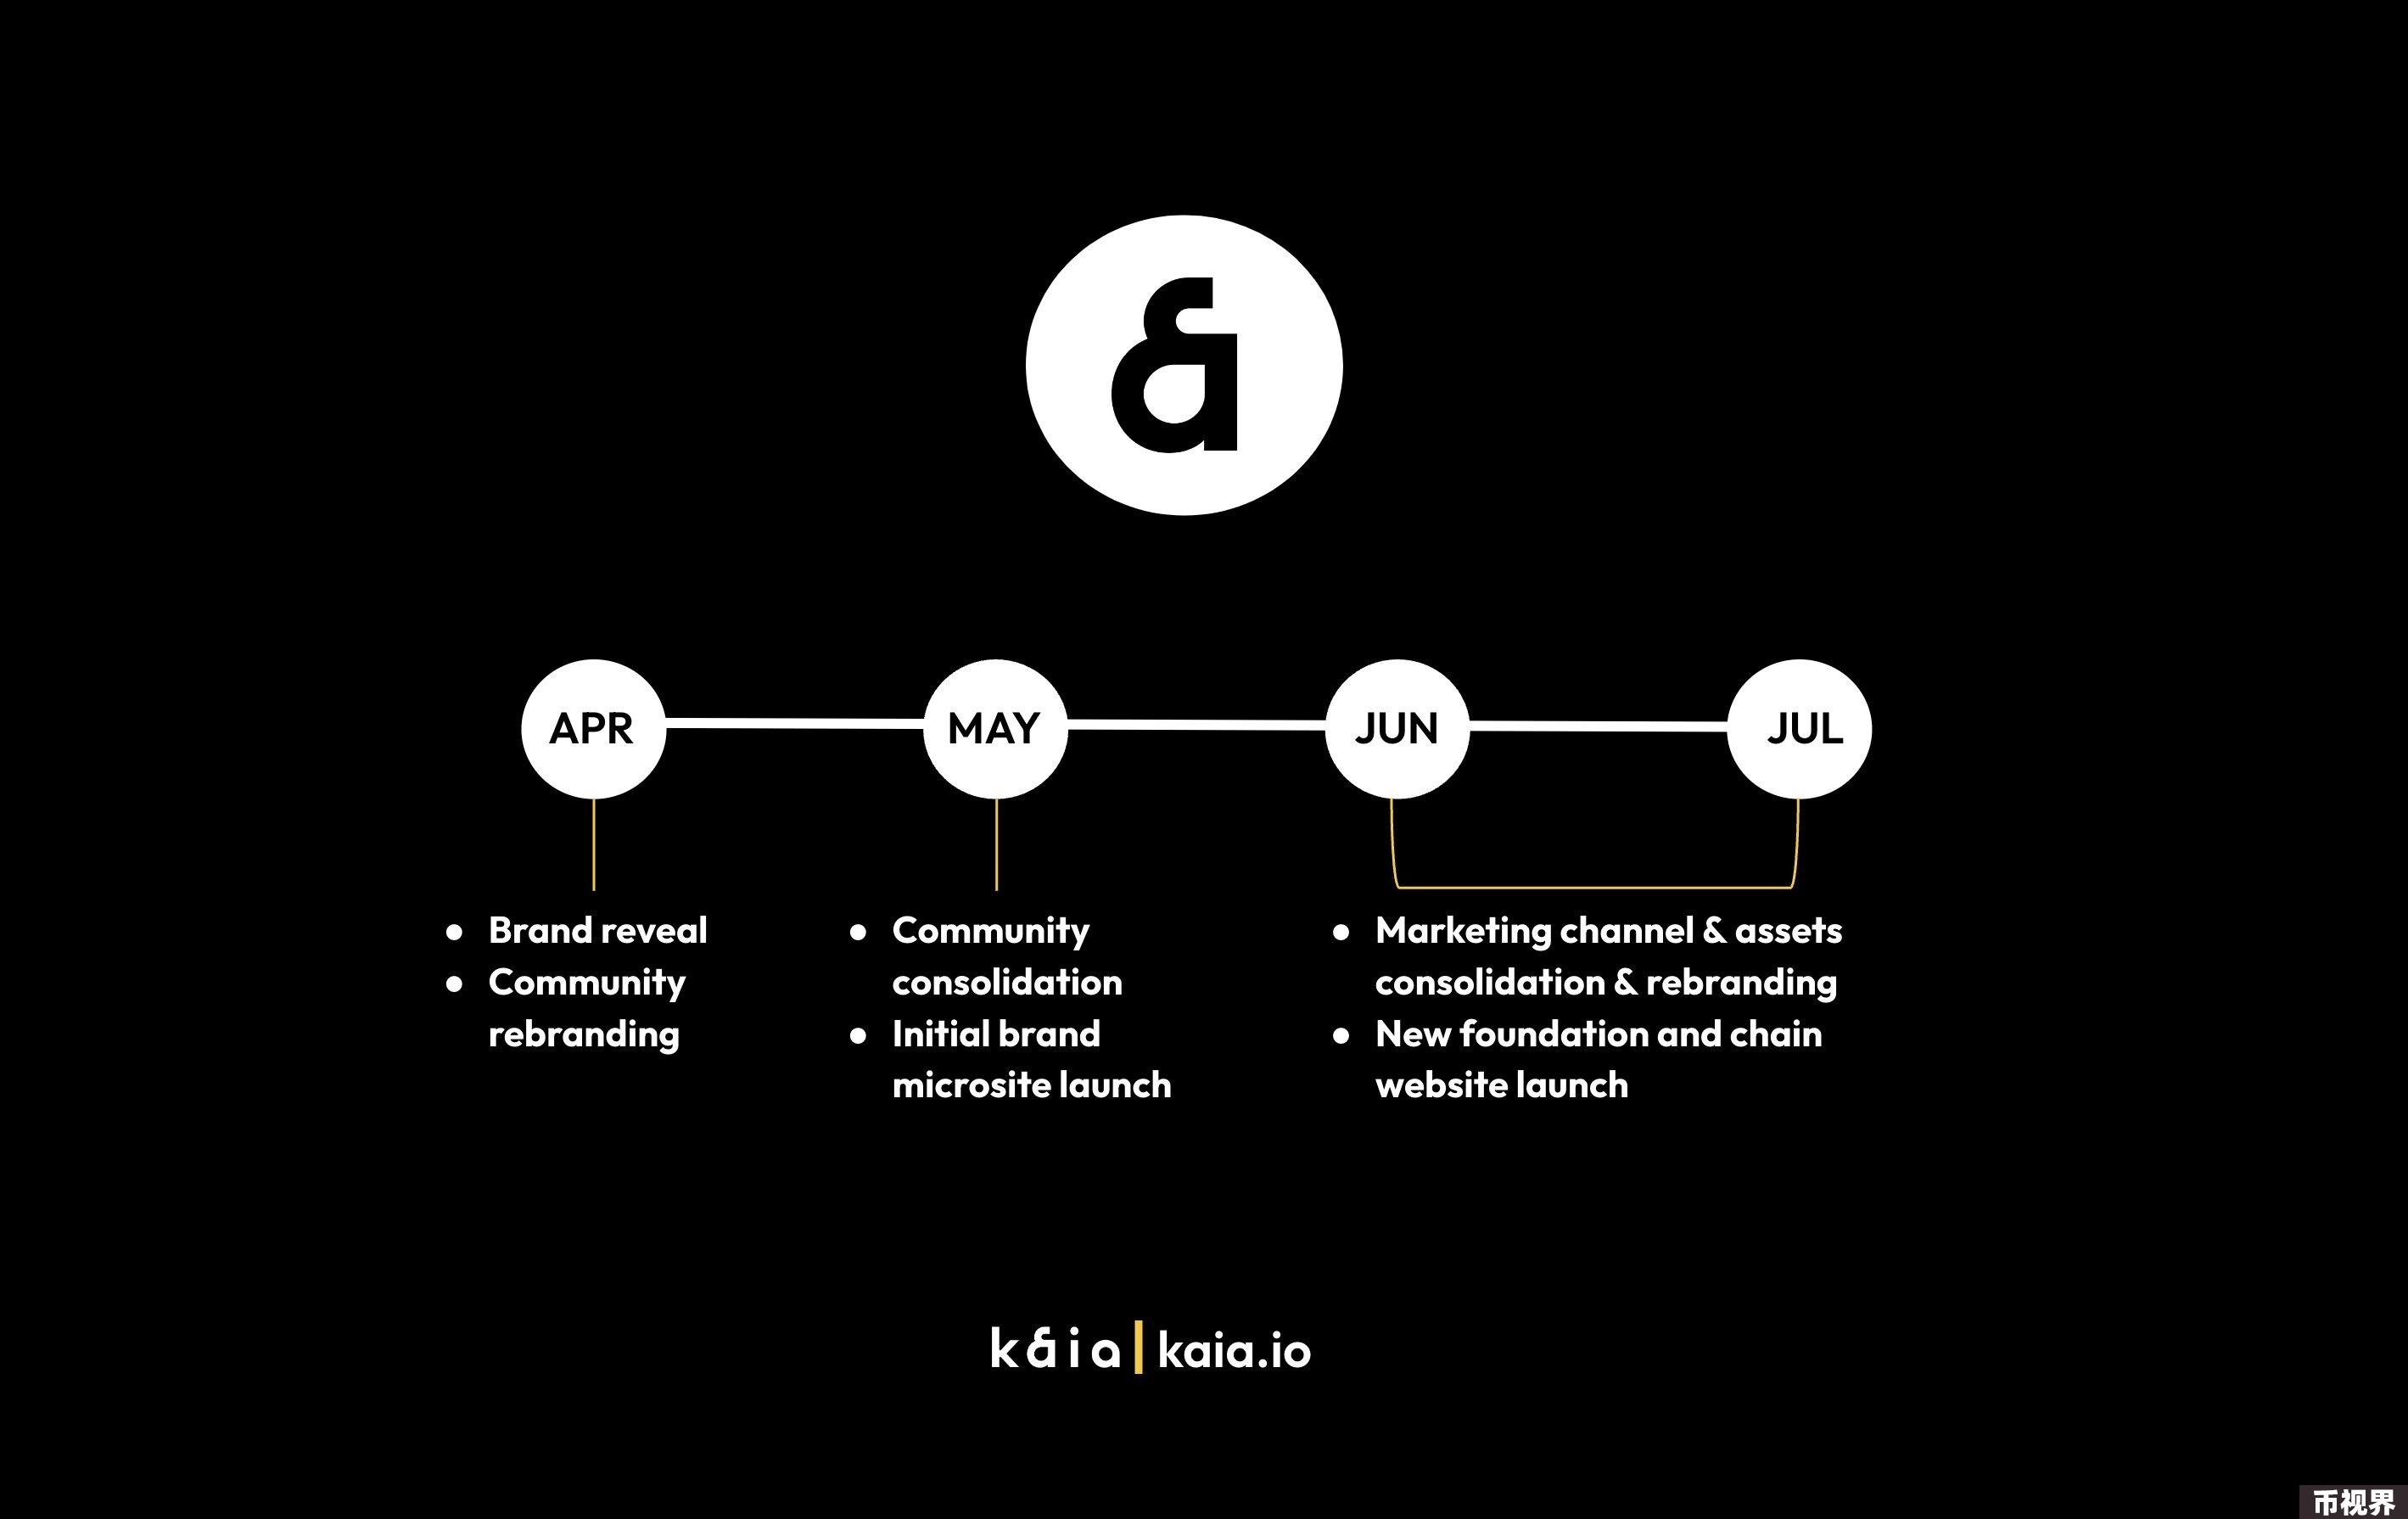 APR
MAY
JUN
JUL
• Brand reveal
• Community
rebranding
• Community
consolidation
• Initial brand
microsite launch
• Marketing channel & assets
consolidation & rebranding
• New foundation and chain
website launch
k&ia | kaia.io
币视界